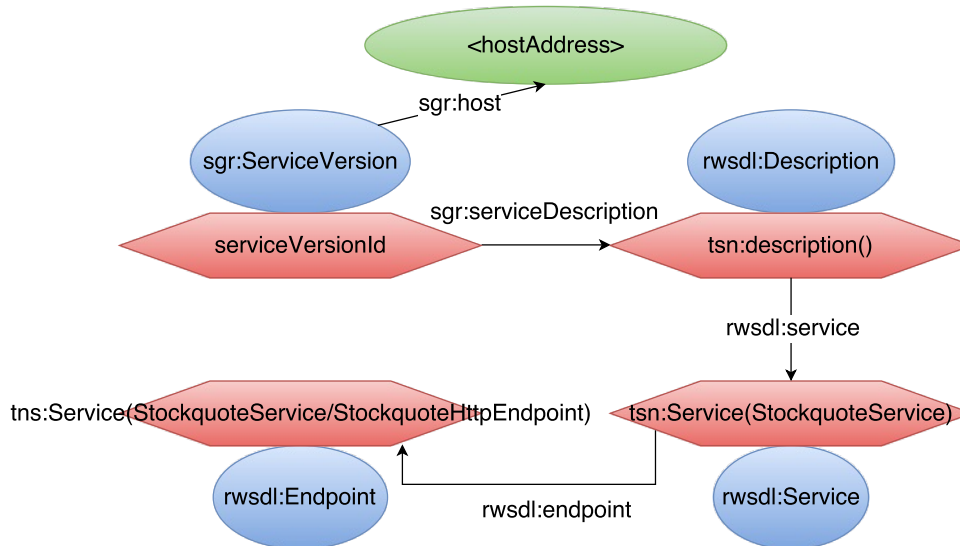 <hostAddress>
sgr:host
sgr:ServiceVersion
rwsdl:Description
sgr:serviceDescription
serviceVersionId
tsn:description()
rwsdl:service
tns:Service(StockquoteService/StockquoteHttpEndpoint)
tsn:Service(StockquoteService)
rwsdl:Endpoint
rwsdl:endpoint
rwsdl:Service